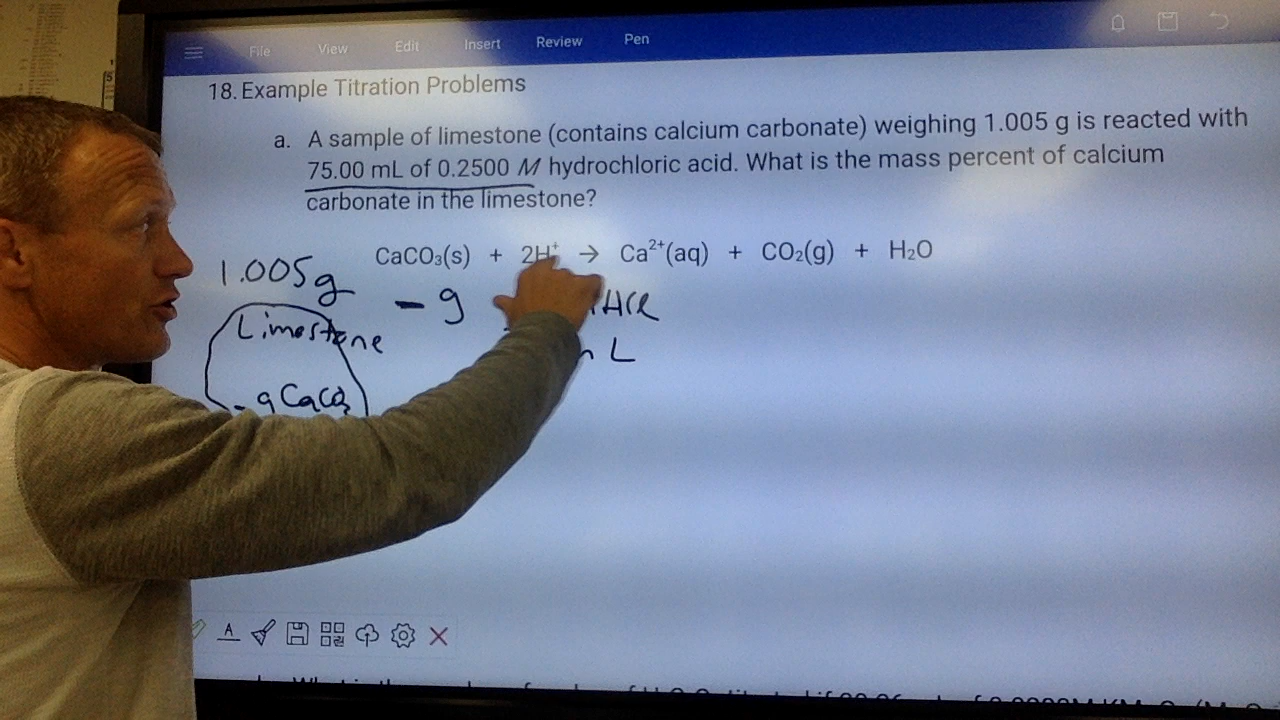 File View Edit Insert Review Pen
18. Example Titration Problems
a. A sample of limestone (contains calcium carbonate) weighing 1.005 g is reacted with
75.00 mL of 0.2500 M hydrochloric acid. What is the mass percent of calcium
carbonate in the limestone?
CaCO₃(s) + 2H⁺ → Ca²⁺(aq) + CO₂(g) + H₂O
1.005g
- g HCl
Limestone
L
- g CaCO₃
A